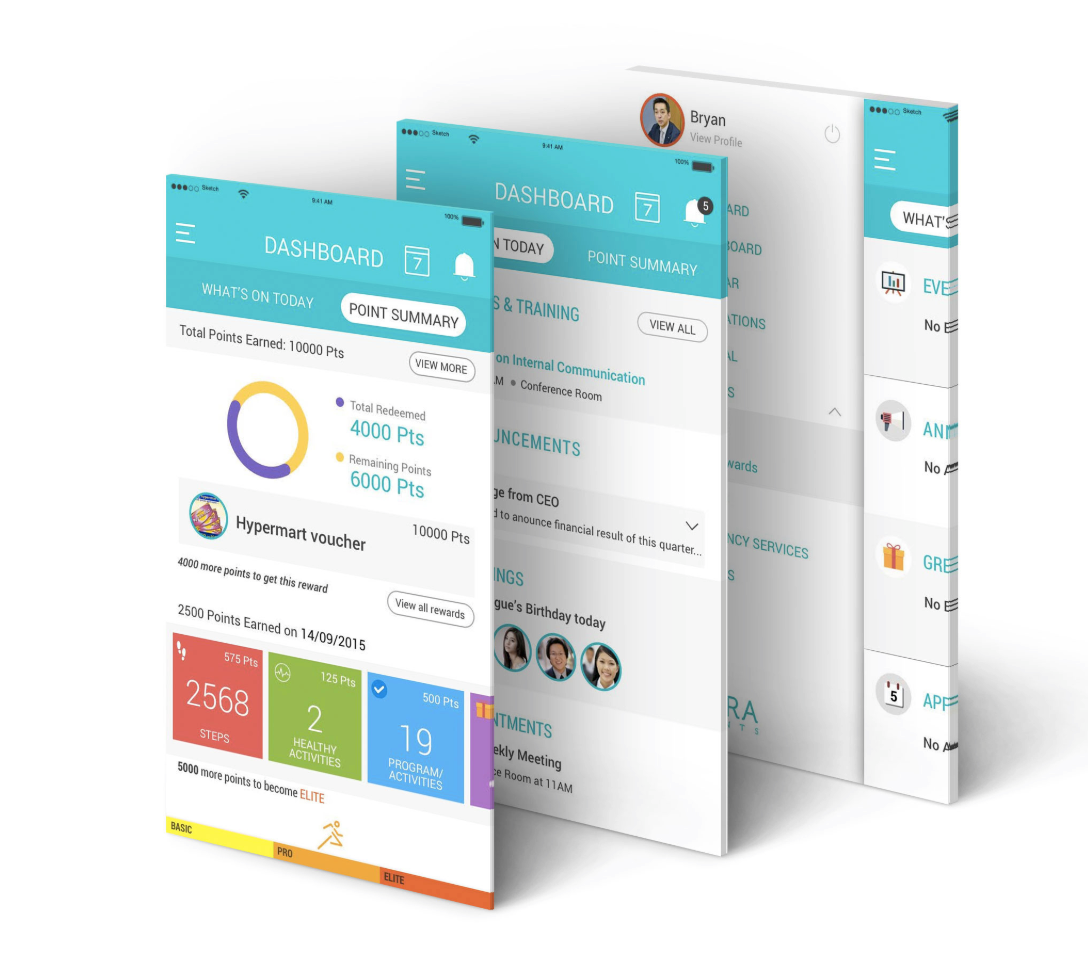 Sketch
9:41 AM
100%
DASHBOARD
7
WHAT'S ON TODAY
POINT SUMMARY
Total Points Earned: 10000 Pts
VIEW MORE
Total Redeemed
4000 Pts
Remaining Points
6000 Pts
Hypermart voucher
10000 Pts
4000 more points to get this reward
View all rewards
2500 Points Earned on 14/09/2015
575 Pts
2568
STEPS
125 Pts
2
HEALTHY
ACTIVITIES
500 Pts
19
PROGRAM/
ACTIVITIES
5000 more points to become ELITE
BASIC
PRO
ELITE
Sketch
9:41 AM
100%
DASHBOARD
7
5
N TODAY
POINT SUMMARY
S & TRAINING
VIEW ALL
on Internal Communication
.M • Conference Room
UNCEMENTS
ge from CEO
d to anounce financial result of this quarter...
INGS
gue's Birthday today
NTMENTS
ekly Meeting
ce Room at 11AM
Bryan
View Profile
ARD
BOARD
AR
ATIONS
AL
S
wards
NCY SERVICES
S
RA
NTS
Sketch
WHAT'S
EVE
No
ANN
No
GRE
No
5
APP
No